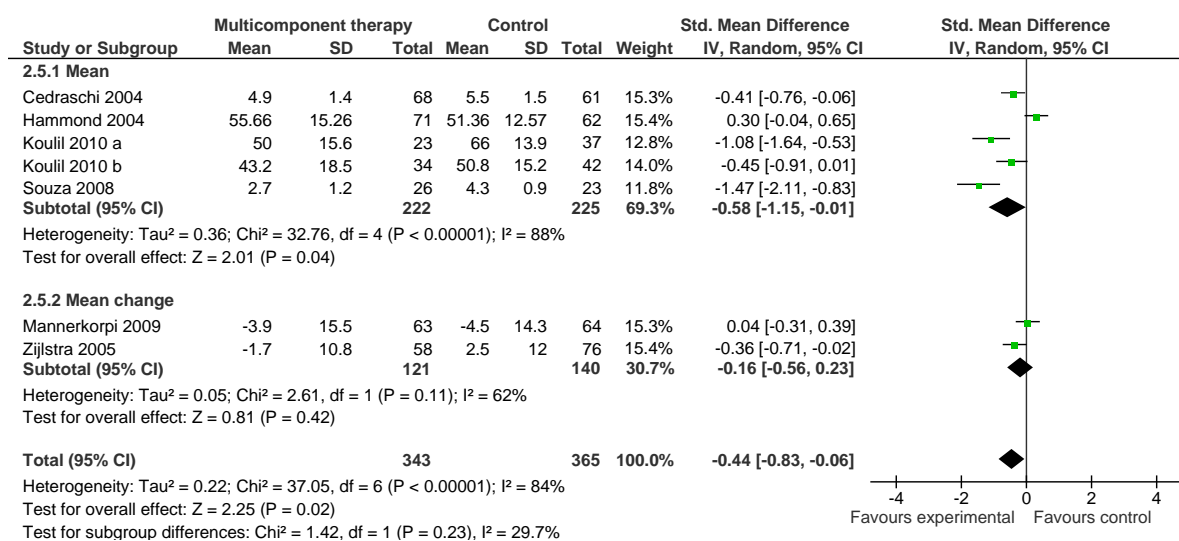 Multicomponent therapy Control Std. Mean Difference Std. Mean Difference
Study or Subgroup Mean SD Total Mean SD Total Weight IV, Random, 95% CI IV, Random, 95% CI
2.5.1 Mean
Cedraschi 2004 4.9 1.4 68 5.5 1.5 61 15.3% -0.41 [-0.76, -0.06]
Hammond 2004 55.66 15.26 71 51.36 12.57 62 15.4% 0.30 [-0.04, 0.65]
Koulil 2010 a 50 15.6 23 66 13.9 37 12.8% -1.08 [-1.64, -0.53]
Koulil 2010 b 43.2 18.5 34 50.8 15.2 42 14.0% -0.45 [-0.91, 0.01]
Souza 2008 2.7 1.2 26 4.3 0.9 23 11.8% -1.47 [-2.11, -0.83]
Subtotal (95% CI) 222 225 69.3% -0.58 [-1.15, -0.01]
Heterogeneity: Tau² = 0.36; Chi² = 32.76, df = 4 (P < 0.00001); I² = 88%
Test for overall effect: Z = 2.01 (P = 0.04)
2.5.2 Mean change
Mannerkorpi 2009 -3.9 15.5 63 -4.5 14.3 64 15.3% 0.04 [-0.31, 0.39]
Zijlstra 2005 -1.7 10.8 58 2.5 12 76 15.4% -0.36 [-0.71, -0.02]
Subtotal (95% CI) 121 140 30.7% -0.16 [-0.56, 0.23]
Heterogeneity: Tau² = 0.05; Chi² = 2.61, df = 1 (P = 0.11); I² = 62%
Test for overall effect: Z = 0.81 (P = 0.42)
Total (95% CI) 343 365 100.0% -0.44 [-0.83, -0.06]
Heterogeneity: Tau² = 0.22; Chi² = 37.05, df = 6 (P < 0.00001); I² = 84%
Test for overall effect: Z = 2.25 (P = 0.02)
Test for subgroup differences: Chi² = 1.42, df = 1 (P = 0.23), I² = 29.7%
-4 -2 0 2 4
Favours experimental Favours control